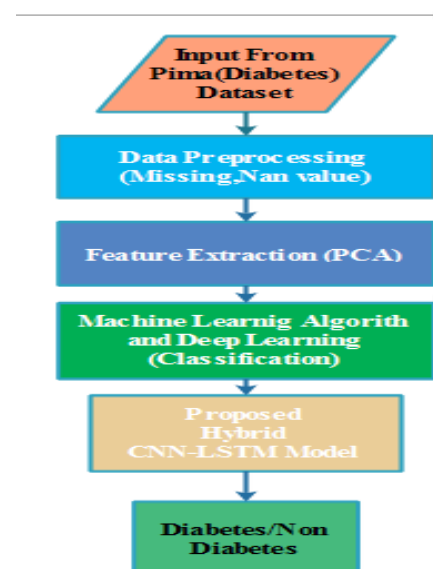 Input From
Pima(Diabetes)
Dataset
Data Preprocessing
(Missing,Nan value)
Feature Extraction (PCA)
Machine Learnig Algorith
and Deep Learning
(Classification)
Proposed
Hybrid
CNN-LSTM Model
Diabetes/Non
Diabetes